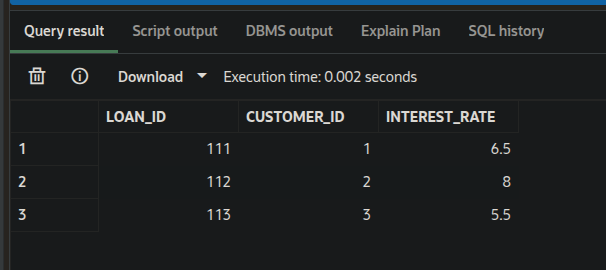 Query result Script output DBMS output Explain Plan SQL history
Download Execution time: 0.002 seconds
LOAN_ID CUSTOMER_ID INTEREST_RATE
1 111 1 6.5
2 112 2 8
3 113 3 5.5